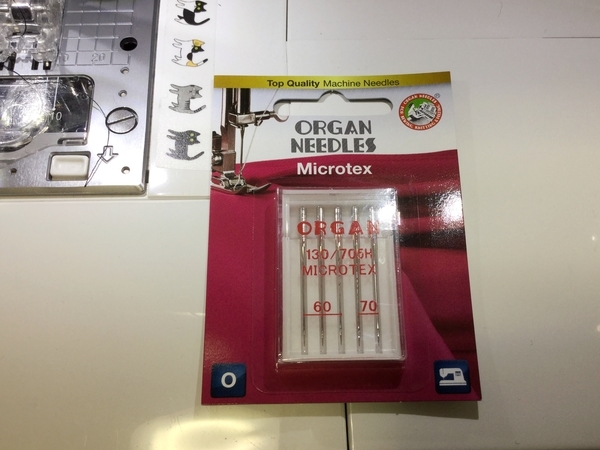 Top Quality Machine Needles
ORGAN
NEEDLES
Microtex
ORGAN
130/705H
MICROTEX
60 70
O